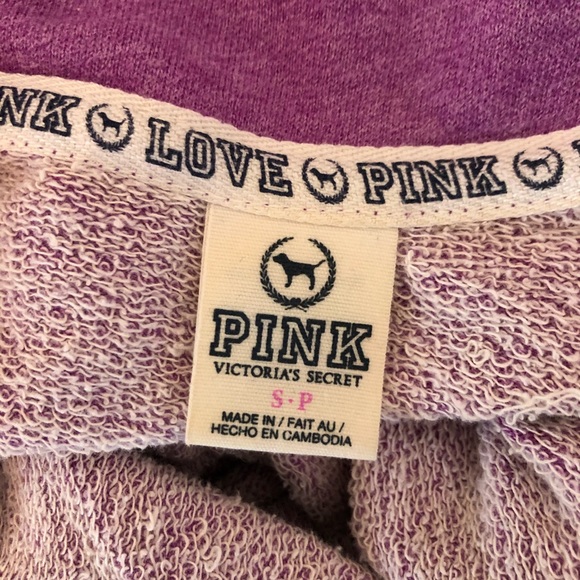 NK LOVE PINK
PINK
VICTORIA'S SECRET
S·P
MADE IN / FAIT AU /
HECHO EN CAMBODIA